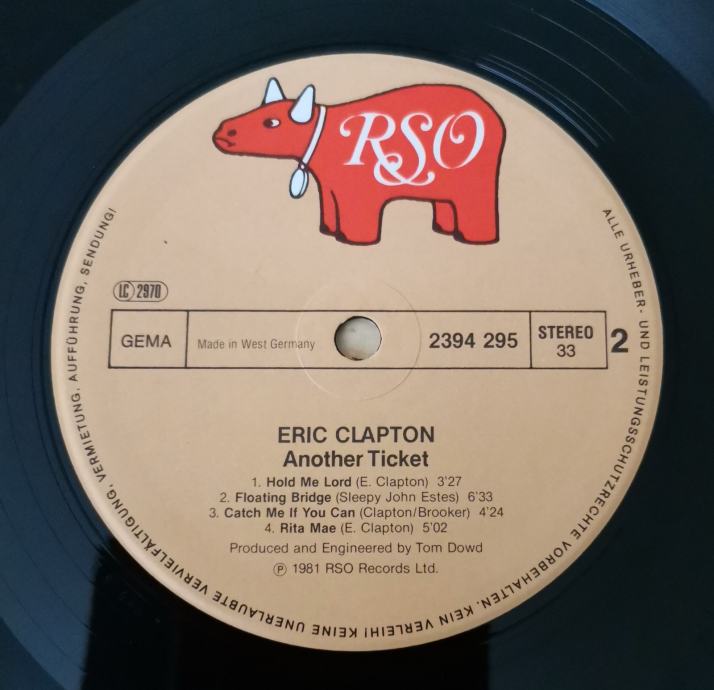 RSO
LC 2970
GEMA
Made in West Germany
2394 295
STEREO
33
2
ERIC CLAPTON
Another Ticket
1. Hold Me Lord (E. Clapton) 3'27
2. Floating Bridge (Sleepy John Estes) 6'33
3. Catch Me If You Can (Clapton/Brooker) 4'24
4. Rita Mae (E. Clapton) 5'02
Produced and Engineered by Tom Dowd
℗ 1981 RSO Records Ltd.
ALLE URHEBER- UND LEISTUNGSSCHUTZRECHTE VORBEHALTEN. KEIN VERLEIH! KEINE UNERLAUBTE VERVIELFÄLTIGUNG, VERMIETUNG, AUFFÜHRUNG, SENDUNG!